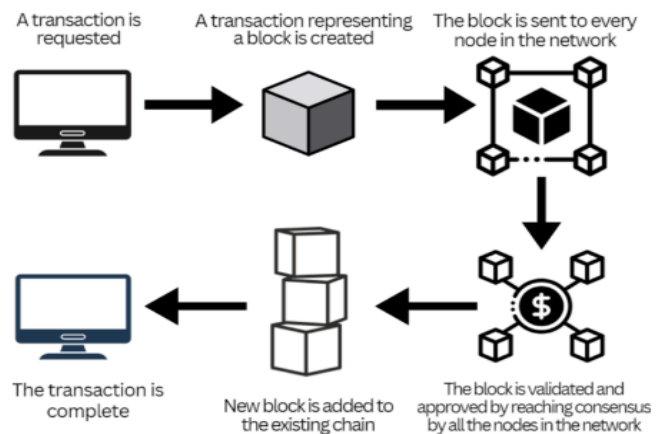 A transaction is
requested
A transaction representing
a block is created
The block is sent to every
node in the network
$
The transaction is
complete
New block is added to
the existing chain
The block is validated and
approved by reaching consensus
by all the nodes in the network